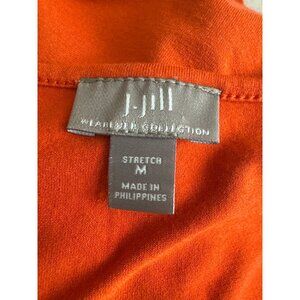 J.Jill
WEAREVER COLLECTION
STRETCH
M
MADE IN
PHILIPPINES